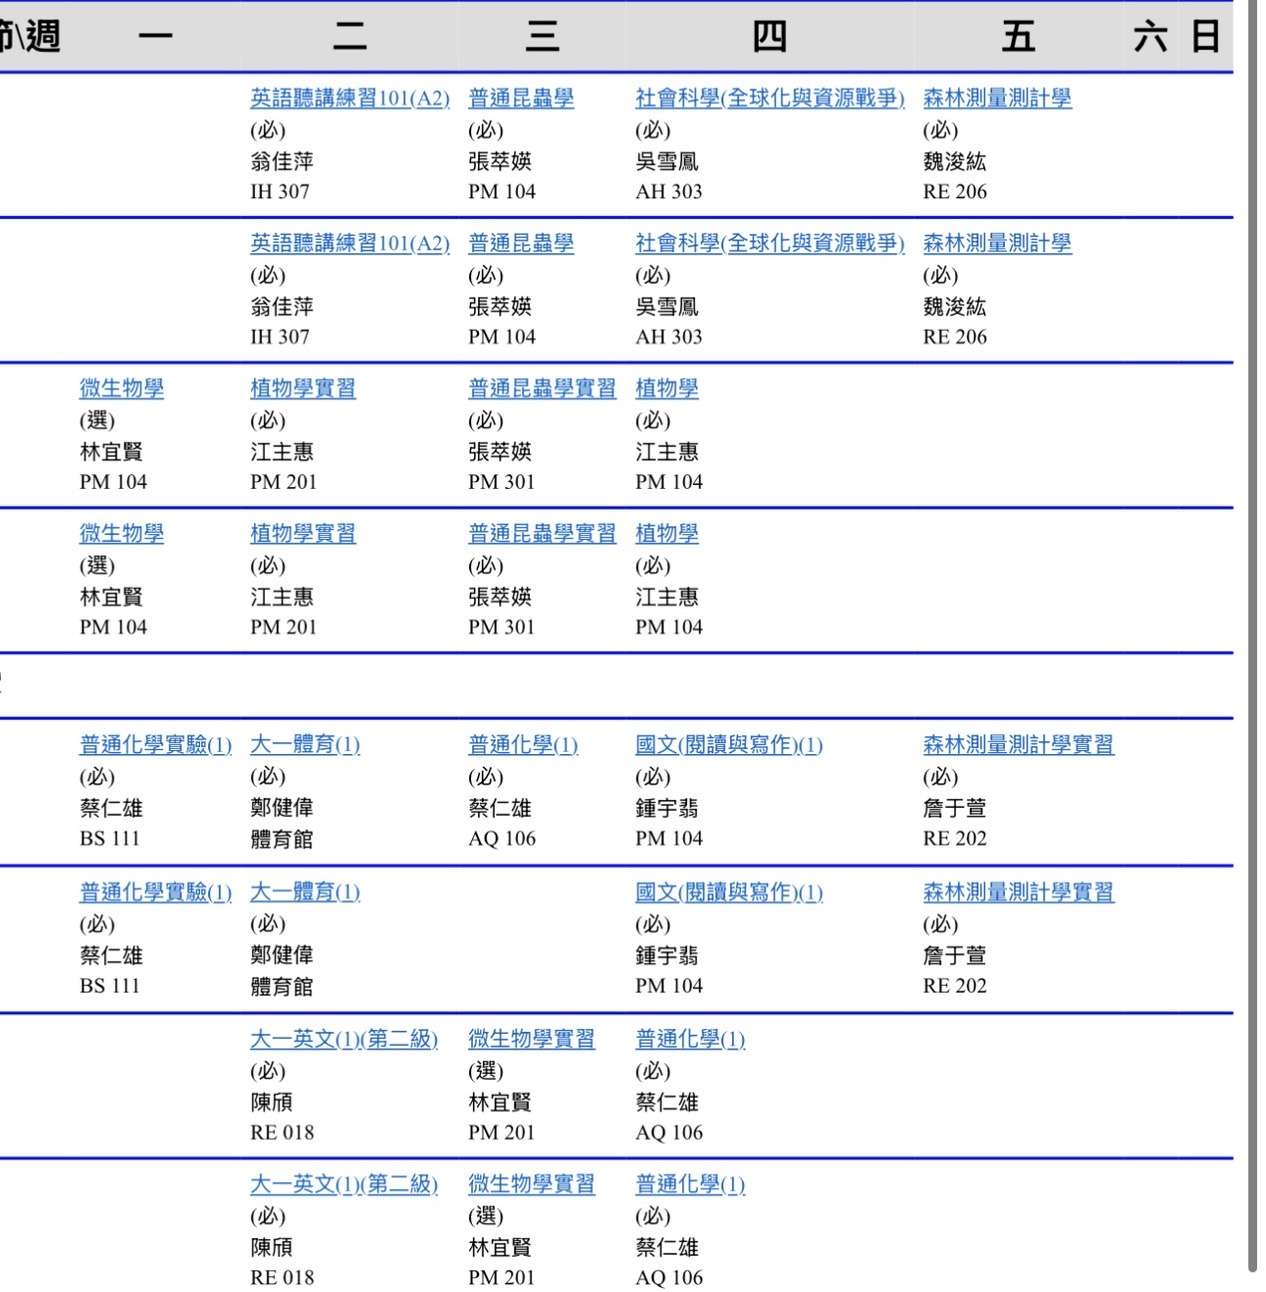 節\週 一 二 三 四 五 六 日
英語聽講練習101(A2) 普通昆蟲學 社會科學(全球化與資源戰爭) 森林測量測計學
(必) (必) (必) (必)
翁佳萍 張萃媖 吳雪鳳 魏浚紘
IH 307 PM 104 AH 303 RE 206
英語聽講練習101(A2) 普通昆蟲學 社會科學(全球化與資源戰爭) 森林測量測計學
(必) (必) (必) (必)
翁佳萍 張萃媖 吳雪鳳 魏浚紘
IH 307 PM 104 AH 303 RE 206
微生物學 植物學實習 普通昆蟲學實習 植物學
(選) (必) (必) (必)
林宜賢 江主惠 張萃媖 江主惠
PM 104 PM 201 PM 301 PM 104
微生物學 植物學實習 普通昆蟲學實習 植物學
(選) (必) (必) (必)
林宜賢 江主惠 張萃媖 江主惠
PM 104 PM 201 PM 301 PM 104
普通化學實驗(1) 大一體育(1) 普通化學(1) 國文(閱讀與寫作)(1) 森林測量測計學實習
(必) (必) (必) (必) (必)
蔡仁雄 鄭健偉 蔡仁雄 鍾宇翡 詹于萱
BS 111 體育館 AQ 106 PM 104 RE 202
普通化學實驗(1) 大一體育(1) 國文(閱讀與寫作)(1) 森林測量測計學實習
(必) (必) (必) (必)
蔡仁雄 鄭健偉 鍾宇翡 詹于萱
BS 111 體育館 PM 104 RE 202
大一英文(1)(第二級) 微生物學實習 普通化學(1)
(必) (選) (必)
陳頎 林宜賢 蔡仁雄
RE 018 PM 201 AQ 106
大一英文(1)(第二級) 微生物學實習 普通化學(1)
(必) (選) (必)
陳頎 林宜賢 蔡仁雄
RE 018 PM 201 AQ 106